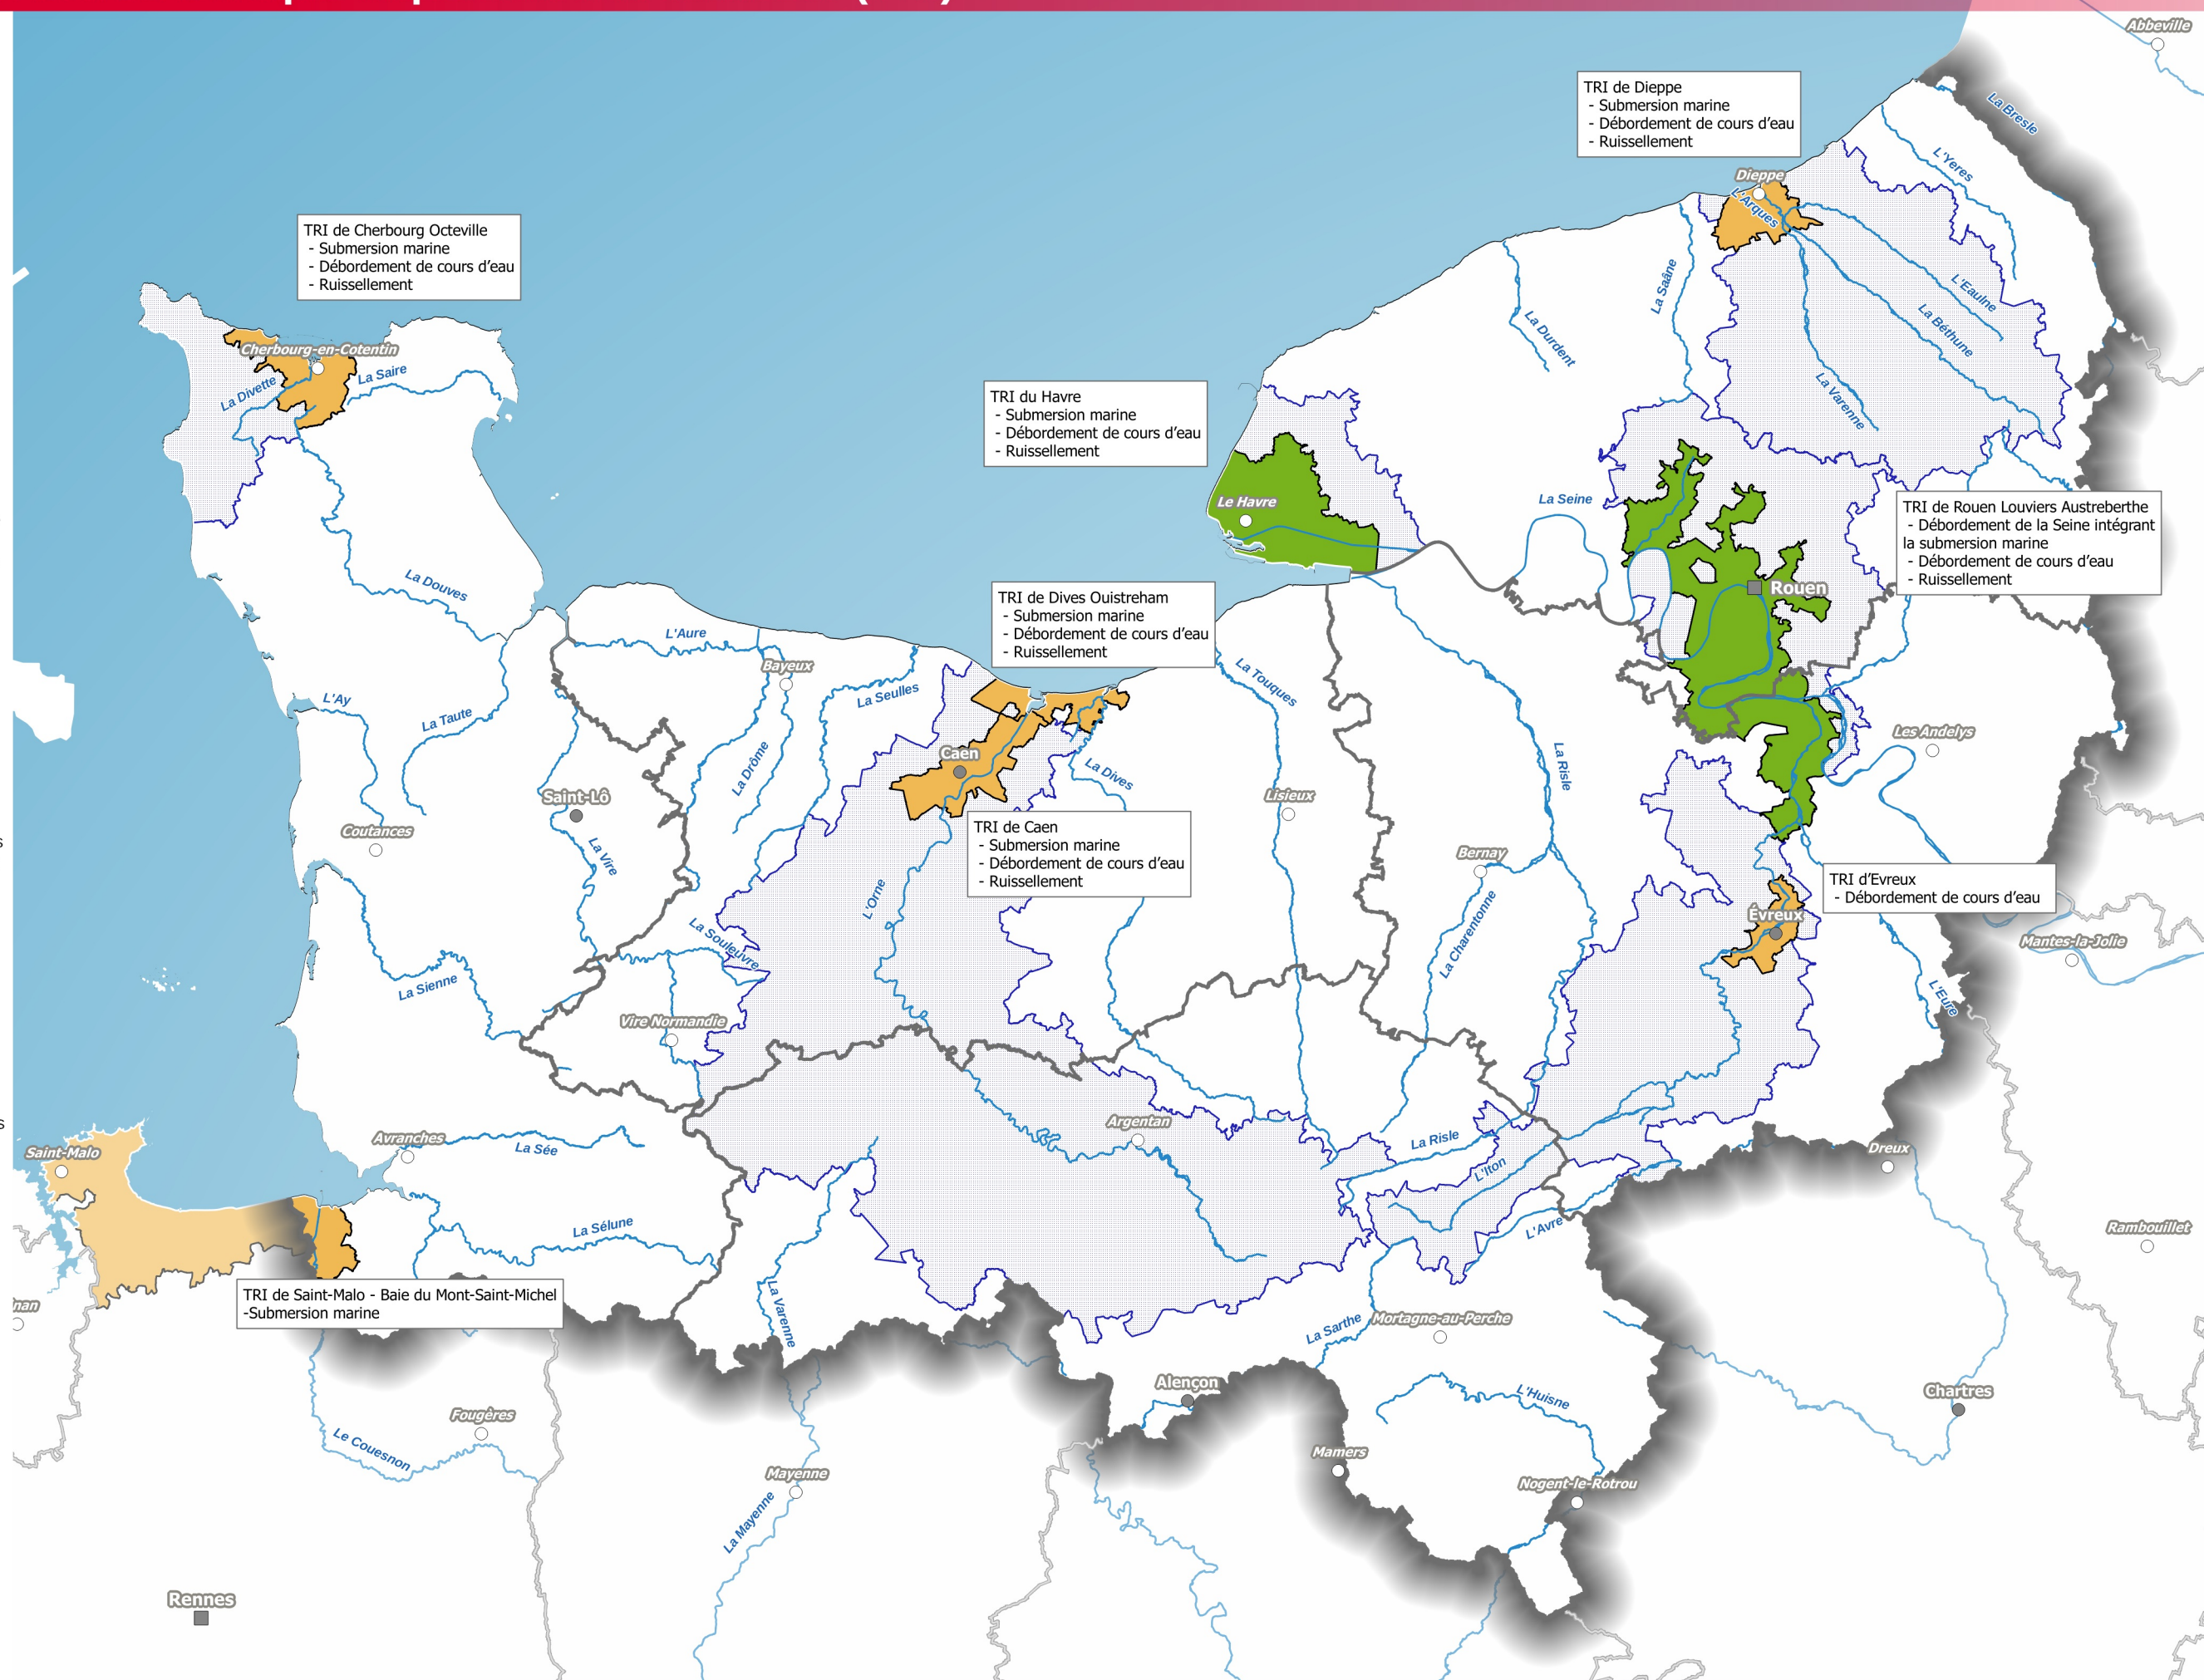 Abbeville
TRI de Dieppe
- Submersion marine
- Débordement de cours d'eau
- Ruissellement
La Bresle
L'Yeres
Dieppe
L'Arques
TRI de Cherbourg Octeville
- Submersion marine
- Débordement de cours d'eau
- Ruissellement
La Saâne
L'Eaulne
La Béthune
La Durdent
La Varenne
Cherbourg-en-Cotentin
La Divette
La Saire
TRI du Havre
- Submersion marine
- Débordement de cours d'eau
- Ruissellement
Le Havre
La Seine
TRI de Rouen Louviers Austreberthe
- Débordement de la Seine intégrant
la submersion marine
- Débordement de cours d'eau
- Ruissellement
Rouen
La Douves
TRI de Dives Ouistreham
- Submersion marine
- Débordement de cours d'eau
- Ruissellement
L'Aure
Bayeux
La Seulles
La Touques
L'Ay
La Taute
La Drôme
Caen
La Dives
La Risle
Les Andelys
Saint-Lô
Lisieux
Coutances
La Vire
TRI de Caen
- Submersion marine
- Débordement de cours d'eau
- Ruissellement
Bernay
TRI d'Evreux
- Débordement de cours d'eau
L'Orne
La Charentonne
Évreux
Mantes-la-Jolie
La Souleuvre
La Sienne
L'Eure
Vire Normandie
Argentan
Avranches
La Sée
La Risle
Dreux
Saint-Malo
L'Iton
La Sélune
L'Avre
Rambouillet
TRI de Saint-Malo - Baie du Mont-Saint-Michel
-Submersion marine
nan
La Varenne
La Sarthe
Mortagne-au-Perche
Alençon
L'Huisne
Chartres
Fougères
Le Couesnon
Mamers
Mayenne
La Mayenne
Nogent-le-Rotrou
Rennes